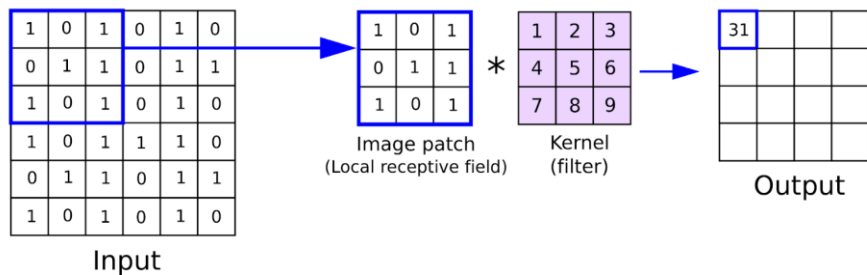 1 0 1 0 1 0
0 1 1 0 1 1
1 0 1 0 1 0
1 0 1 1 1 0
0 1 1 0 1 1
1 0 1 0 1 0
Input
1 0 1
0 1 1
1 0 1
Image patch
(Local receptive field)
*
1 2 3
4 5 6
7 8 9
Kernel
(filter)
31
Output